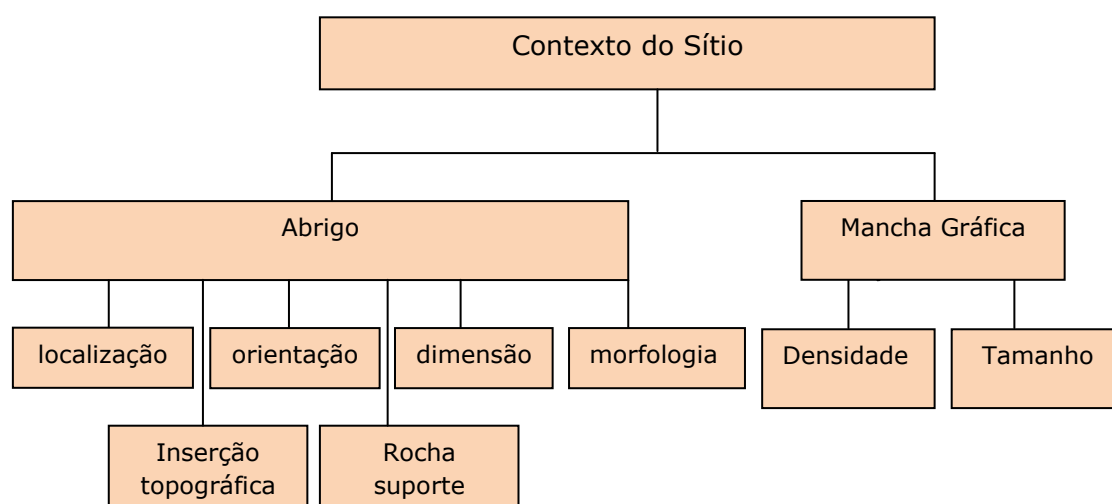 Contexto do Sítio
Abrigo
Mancha Gráfica
localização
orientação
dimensão
morfologia
Densidade
Tamanho
Inserção
topográfica
Rocha
suporte